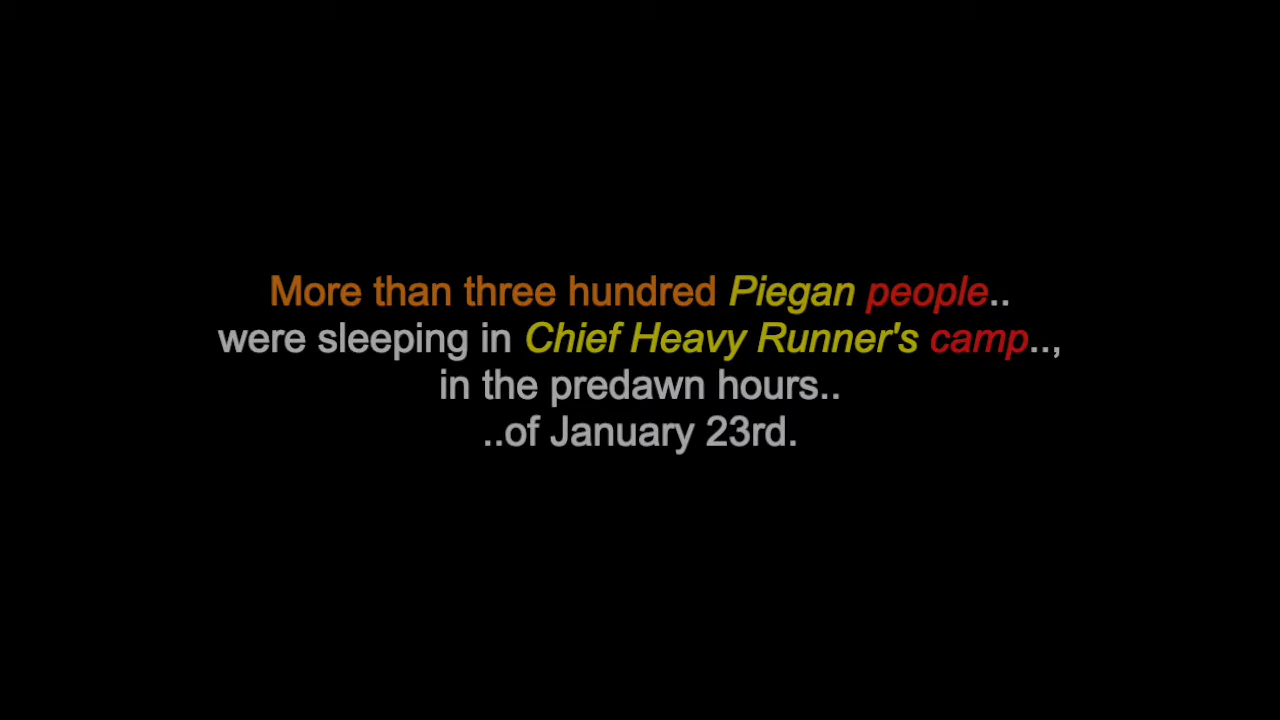 More than three hundred Piegan people..
were sleeping in Chief Heavy Runner's camp..,
in the predawn hours..
..of January 23rd.